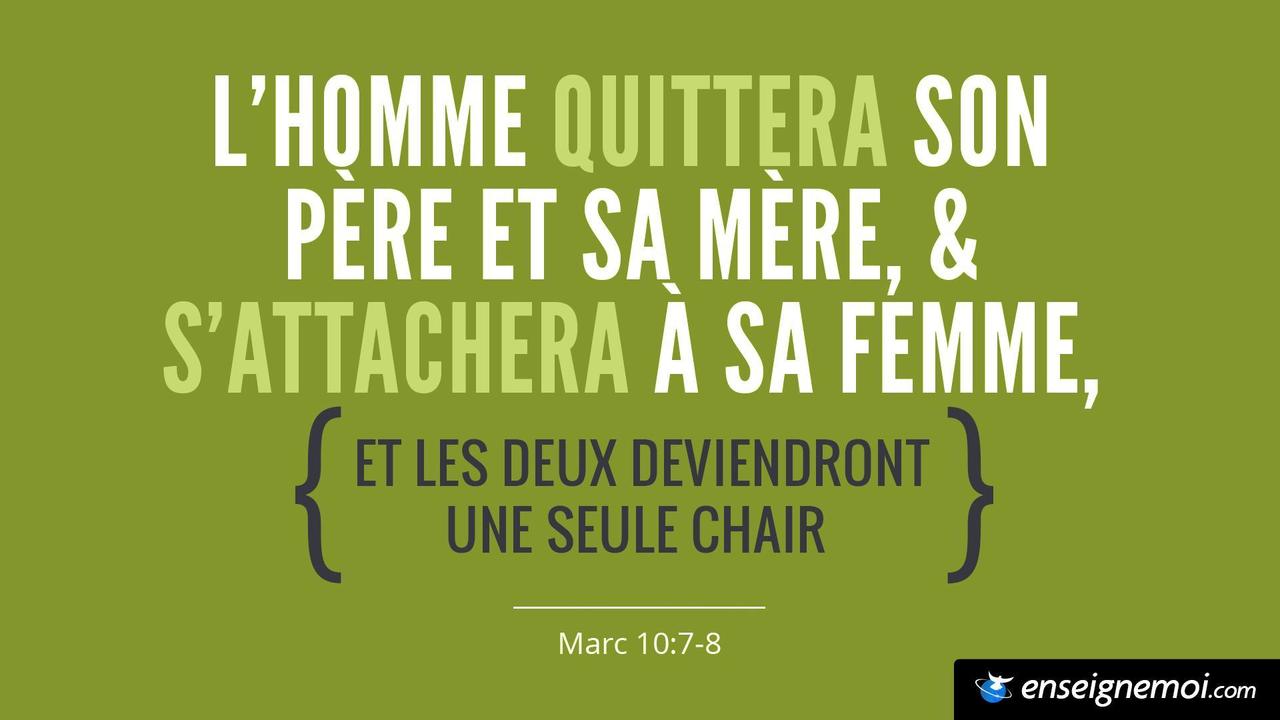 L’HOMME QUITTERA SON
PÈRE ET SA MÈRE, &
S’ATTACHERA À SA FEMME,
{ ET LES DEUX DEVIENDRONT
UNE SEULE CHAIR }
Marc 10:7-8
enseignemoi.com